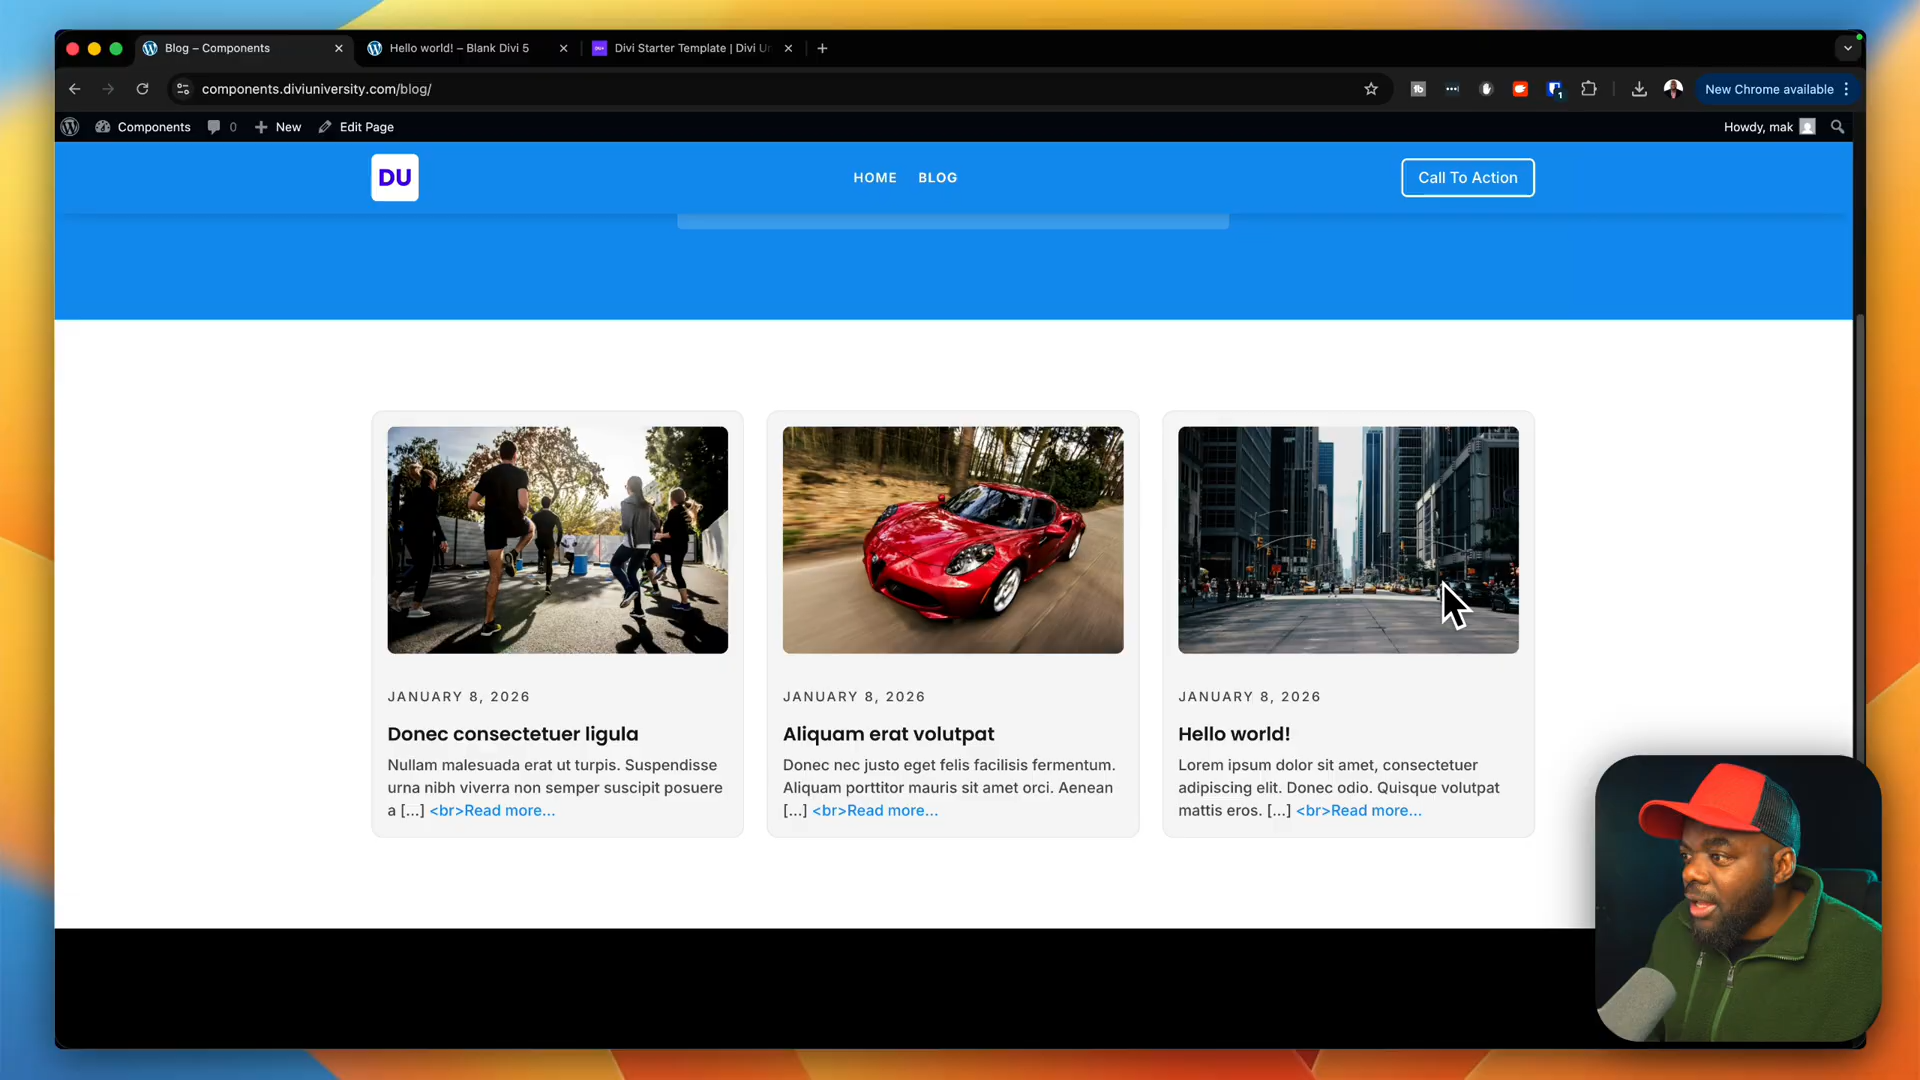 Blog – Components
Hello world! – Blank Divi 5
Divi Starter Template | Divi U
components.diviuniversity.com/blog/
1
New Chrome available
Components
0
New
Edit Page
Howdy, mak
DU
HOME
BLOG
Call To Action
JANUARY 8, 2026
Donec consectetuer ligula
Nullam malesuada erat ut turpis. Suspendisse
urna nibh viverra non semper suscipit posuere
a [...] <br>Read more...
JANUARY 8, 2026
Aliquam erat volutpat
Donec nec justo eget felis facilisis fermentum.
Aliquam porttitor mauris sit amet orci. Aenean
[...] <br>Read more...
JANUARY 8, 2026
Hello world!
Lorem ipsum dolor sit amet, consectetuer
adipiscing elit. Donec odio. Quisque volutpat
mattis eros. [...] <br>Read more...